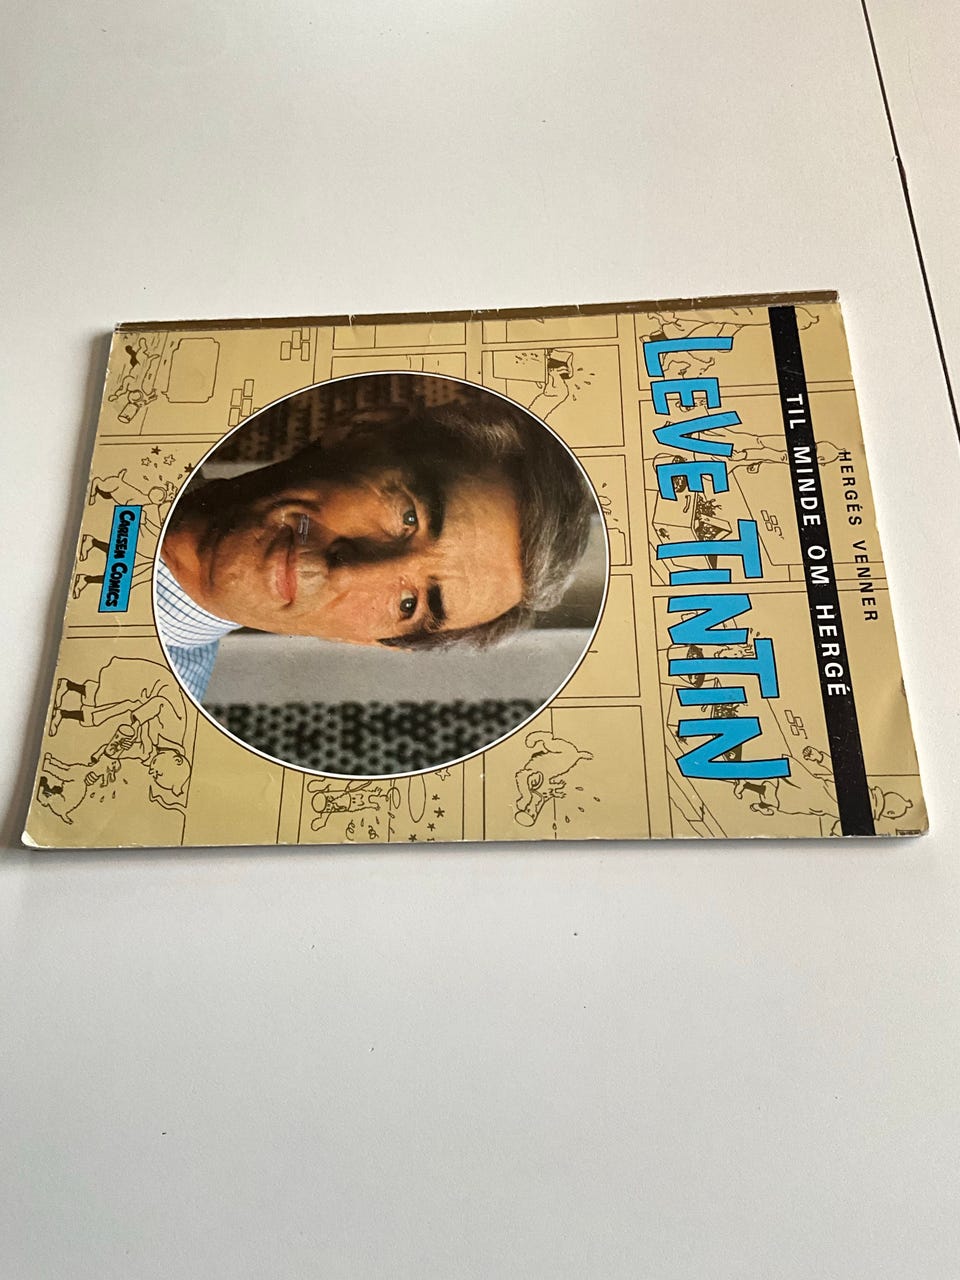 HERGÉS VENNER
TIL MINDE OM HERGÉ
LEVE TINTIN
CARLSEN COMICS